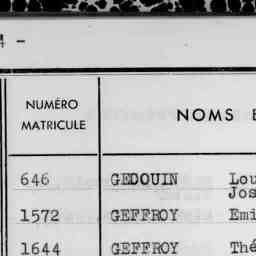 4 -
NUMÉRO
MATRICULE
NOMS E
646 GEDOUIN Lou
Jos
1572 GEFFROY Emi
1644 GEFFROY Thé